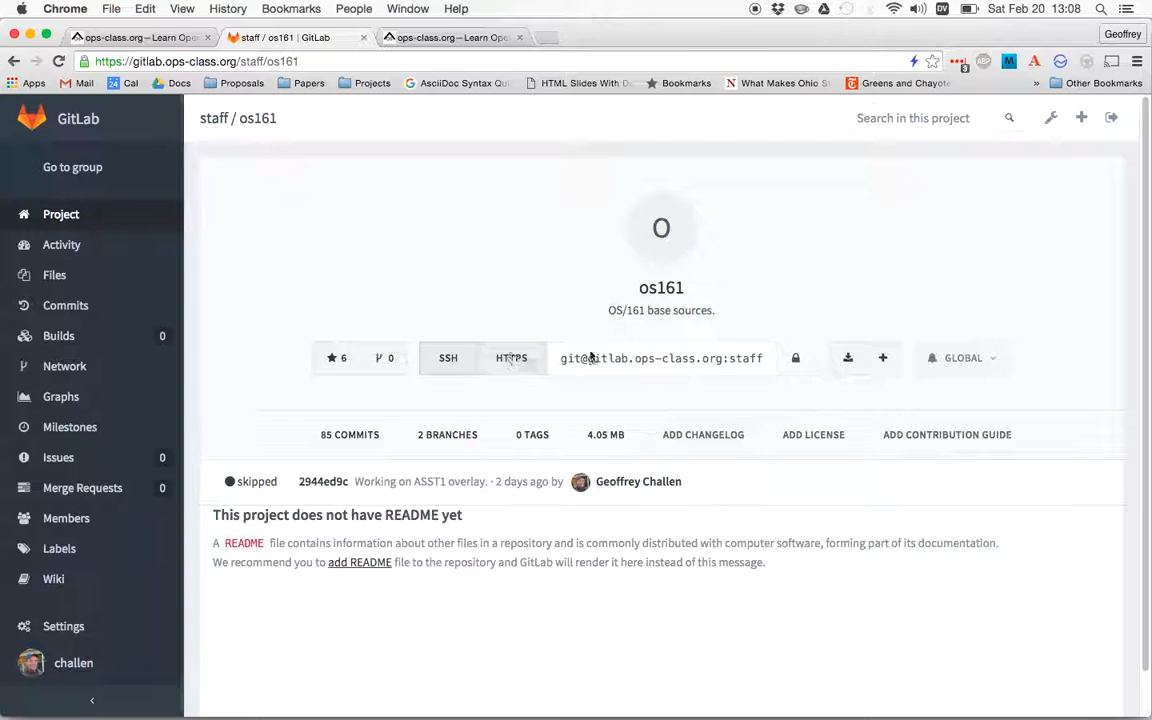 Chrome File Edit View History Bookmarks People Window Help Sat Feb 20 13:08
ops-class.org — Learn Ope staff / os161 | GitLab ops-class.org — Learn Ope Geoffrey
https://gitlab.ops-class.org/staff/os161
Apps Mail Cal Docs Proposals Papers Projects AsciiDoc Syntax Qui HTML Slides With D Bookmarks What Makes Ohio S Greens and Chayote » Other Bookmarks
GitLab
staff / os161
Search in this project
Go to group
Project
Activity
Files
Commits
Builds 0
Network
Graphs
Milestones
Issues 0
Merge Requests 0
Members
Labels
Wiki
Settings
challen
O
os161
OS/161 base sources.
6 0 SSH HTTPS git@gitlab.ops-class.org:staff GLOBAL
85 COMMITS 2 BRANCHES 0 TAGS 4.05 MB ADD CHANGELOG ADD LICENSE ADD CONTRIBUTION GUIDE
skipped 2944ed9c Working on ASST1 overlay. · 2 days ago by Geoffrey Challen
This project does not have README yet
A README file contains information about other files in a repository and is commonly distributed with computer software, forming part of its documentation.
We recommend you to add README file to the repository and GitLab will render it here instead of this message.